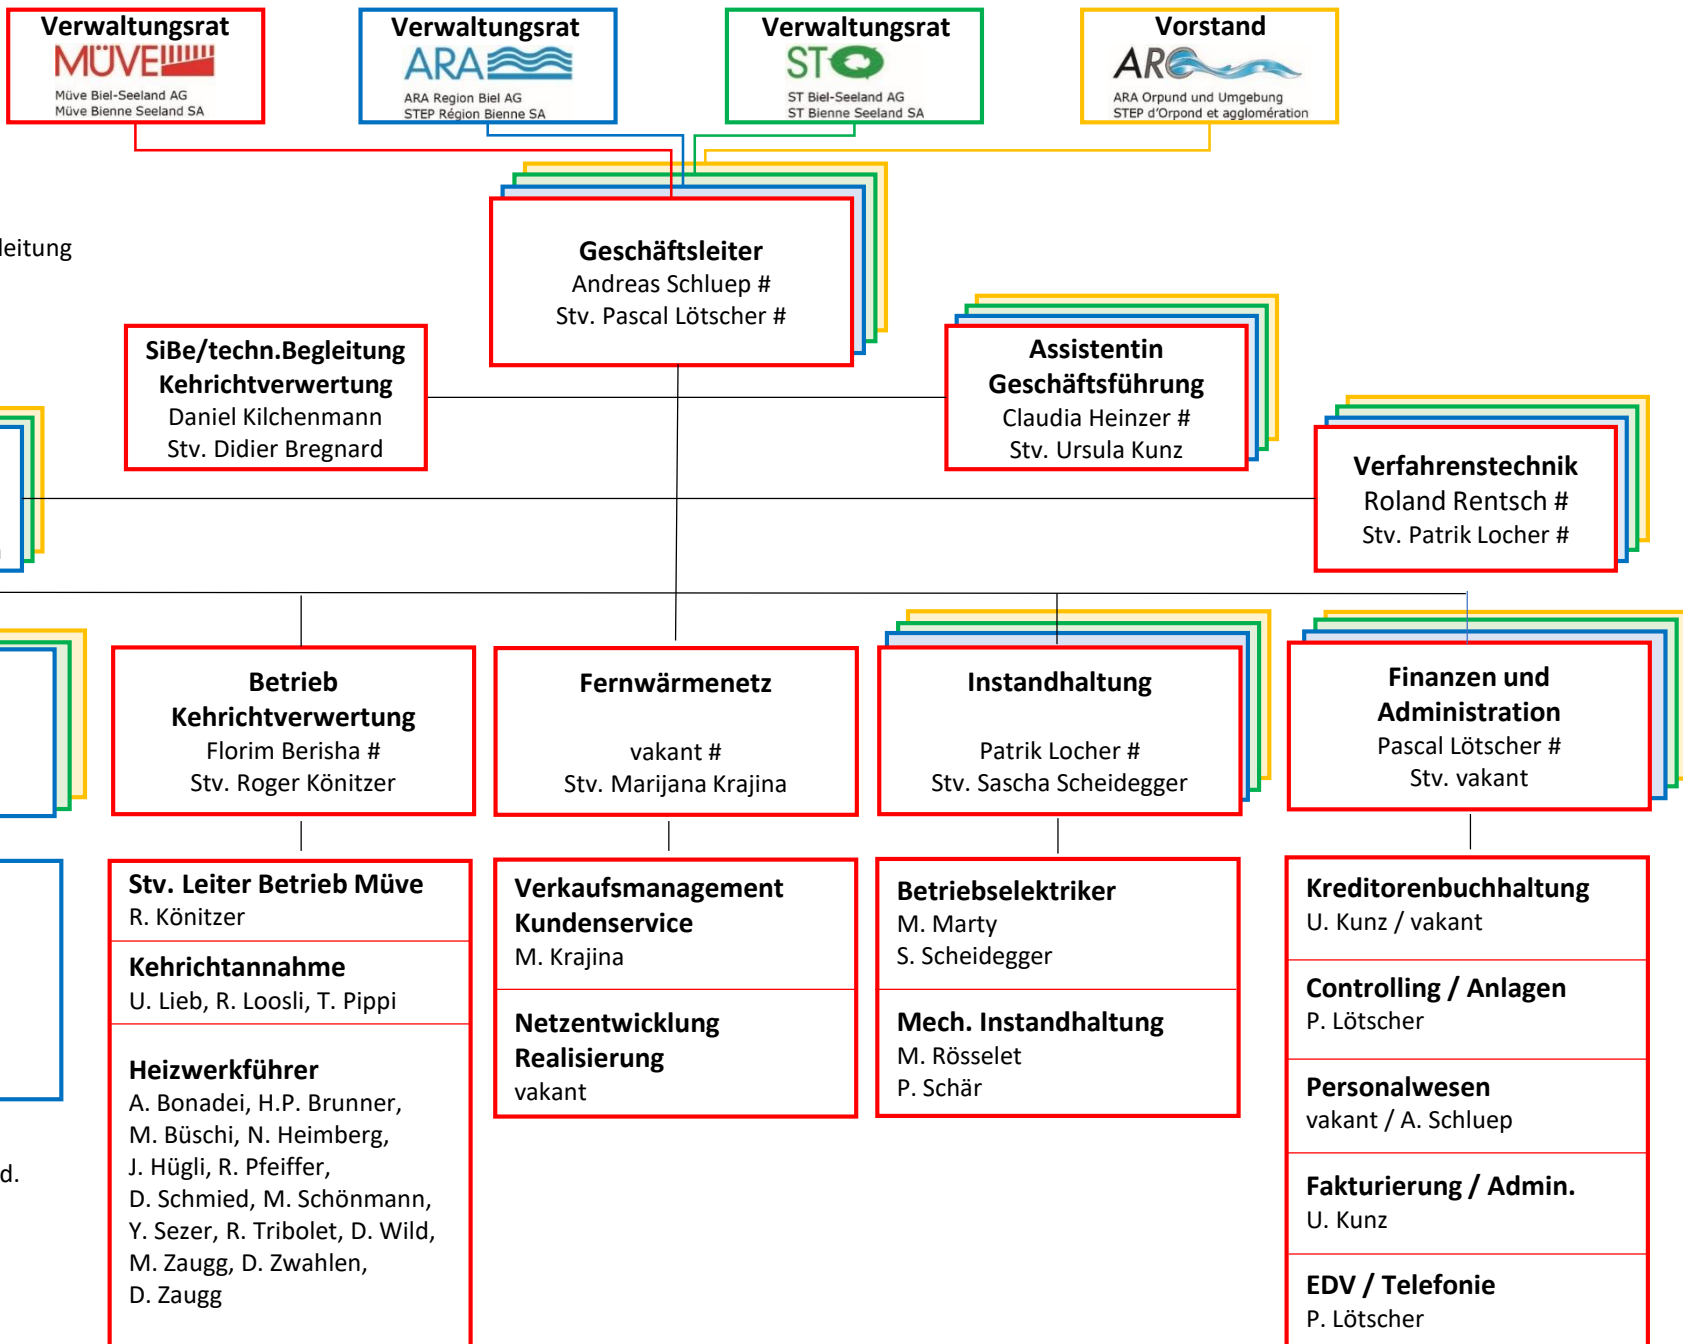 Verwaltungsrat
MÜVE
Müve Biel-Seeland AG
Müve Bienne Seeland SA
Verwaltungsrat
ARA
ARA Region Biel AG
STEP Région Bienne SA
Verwaltungsrat
ST
ST Biel-Seeland AG
ST Bienne Seeland SA
Vorstand
ARO
ARA Orpund und Umgebung
STEP d'Orpond et agglomération
leitung
Geschäftsleiter
Andreas Schluep #
Stv. Pascal Lötscher #
SiBe/techn.Begleitung
Kehrichtverwertung
Daniel Kilchenmann
Stv. Didier Bregnard
Assistentin
Geschäftsführung
Claudia Heinzer #
Stv. Ursula Kunz
Verfahrenstechnik
Roland Rentsch #
Stv. Patrik Locher #
Betrieb
Kehrichtverwertung
Florim Berisha #
Stv. Roger Könitzer
Fernwärmenetz
vakant #
Stv. Marijana Krajina
Instandhaltung
Patrik Locher #
Stv. Sascha Scheidegger
Finanzen und
Administration
Pascal Lötscher #
Stv. vakant
Stv. Leiter Betrieb Müve
R. Könitzer
Kehrichtannahme
U. Lieb, R. Loosli, T. Pippi
Heizwerkführer
A. Bonadei, H.P. Brunner,
M. Büschi, N. Heimberg,
J. Hügli, R. Pfeiffer,
D. Schmied, M. Schönmann,
Y. Sezer, R. Tribolet, D. Wild,
M. Zaugg, D. Zwahlen,
D. Zaugg
Verkaufsmanagement
Kundenservice
M. Krajina
Netzentwicklung
Realisierung
vakant
Betriebselektriker
M. Marty
S. Scheidegger
Mech. Instandhaltung
M. Rösselet
P. Schär
Kreditorenbuchhaltung
U. Kunz / vakant
Controlling / Anlagen
P. Lötscher
Personalwesen
vakant / A. Schluep
Fakturierung / Admin.
U. Kunz
EDV / Telefonie
P. Lötscher
d.